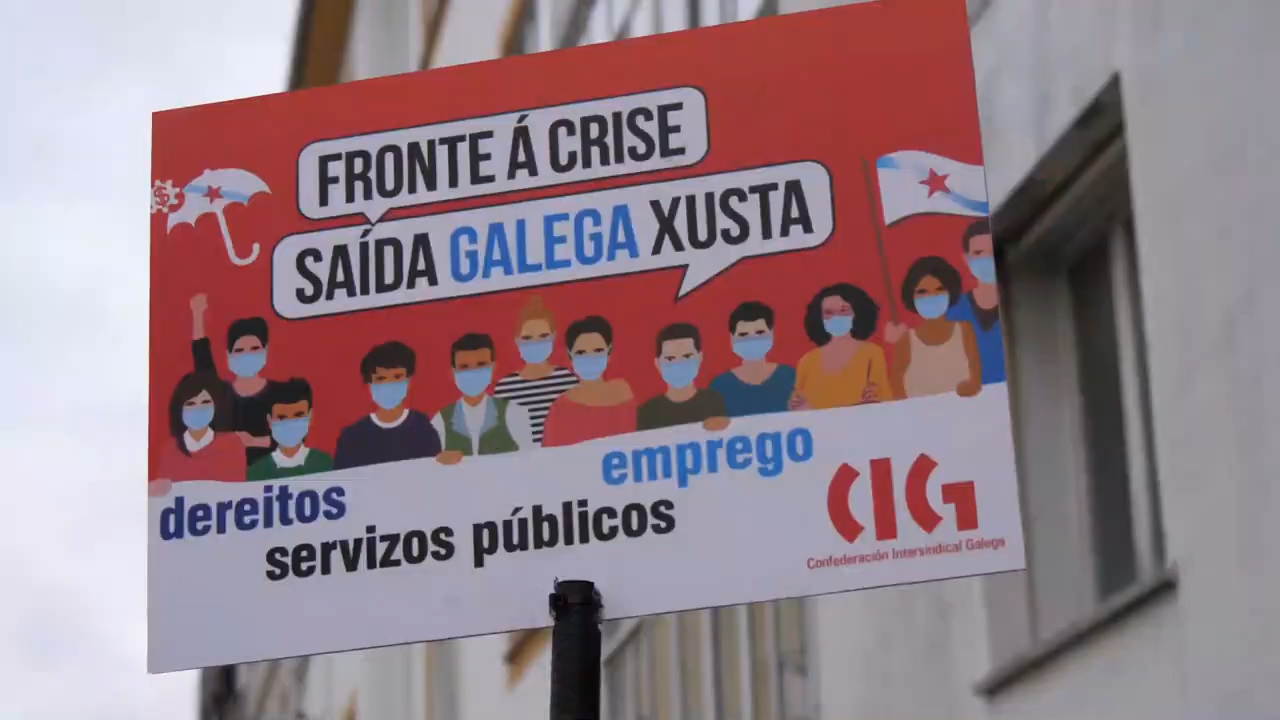 FRONTE Á CRISE
SAÍDA GALEGA XUSTA
emprego
dereitos
servizos públicos
CIG
Confederación Intersindical Galega